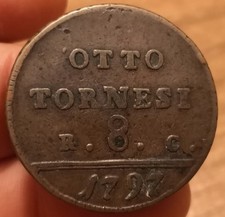 OTTO
TORNESI
R. 8. C.
1797